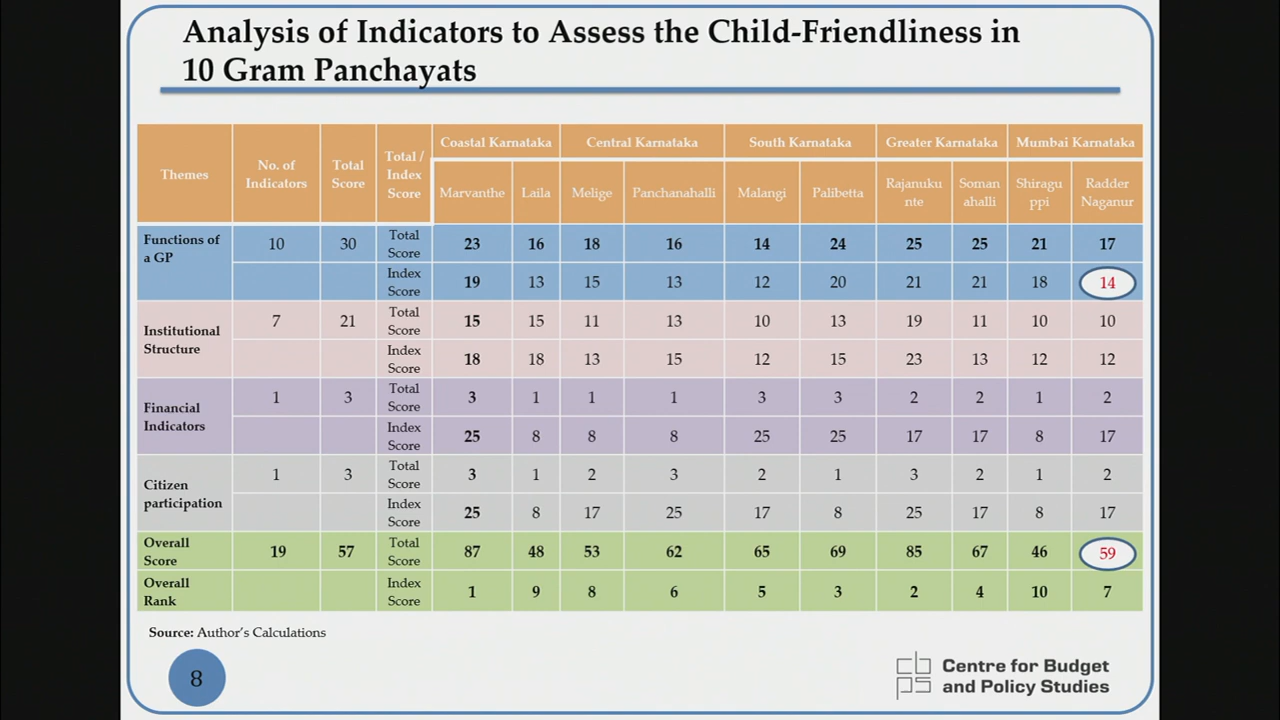 Analysis of Indicators to Assess the Child-Friendliness in
10 Gram Panchayats
Themes No. of Indicators Total Score Total / Index Score Coastal Karnataka Central Karnataka South Karnataka Greater Karnataka Mumbai Karnataka
Marvanthe Laila Melige Panchanahalli Malangi Palibetta Rajanuku nte Soman ahalli Shiragu ppi Radder Naganur
Functions of a GP 10 30 Total Score 23 16 18 16 14 24 25 25 21 17
Index Score 19 13 15 13 12 20 21 21 18 14
Institutional Structure 7 21 Total Score 15 15 11 13 10 13 19 11 10 10
Index Score 18 18 13 15 12 15 23 13 12 12
Financial Indicators 1 3 Total Score 3 1 1 1 3 3 2 2 1 2
Index Score 25 8 8 8 25 25 17 17 8 17
Citizen participation 1 3 Total Score 3 1 2 3 2 1 3 2 1 2
Index Score 25 8 17 25 17 8 25 17 8 17
Overall Score 19 57 Total Score 87 48 53 62 65 69 85 67 46 59
Overall Rank Index Score 1 9 8 6 5 3 2 4 10 7
Source: Author's Calculations
8
cb
ps
Centre for Budget
and Policy Studies